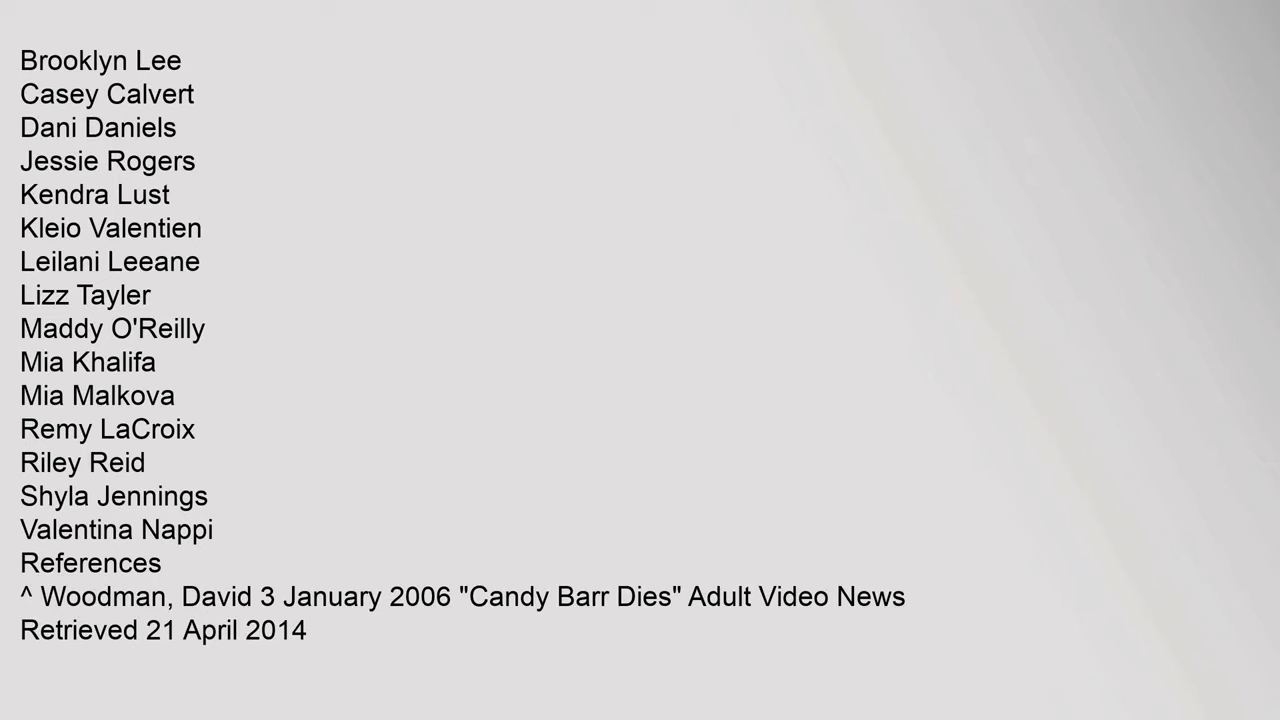 Brooklyn Lee
Casey Calvert
Dani Daniels
Jessie Rogers
Kendra Lust
Kleio Valentien
Leilani Leeane
Lizz Tayler
Maddy O'Reilly
Mia Khalifa
Mia Malkova
Remy LaCroix
Riley Reid
Shyla Jennings
Valentina Nappi
References
^ Woodman, David 3 January 2006 "Candy Barr Dies" Adult Video News
Retrieved 21 April 2014